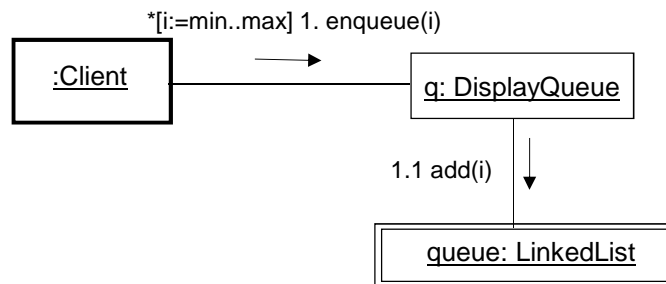 *[i:=min..max] 1. enqueue(i)
:Client
q: DisplayQueue
1.1 add(i)
queue: LinkedList